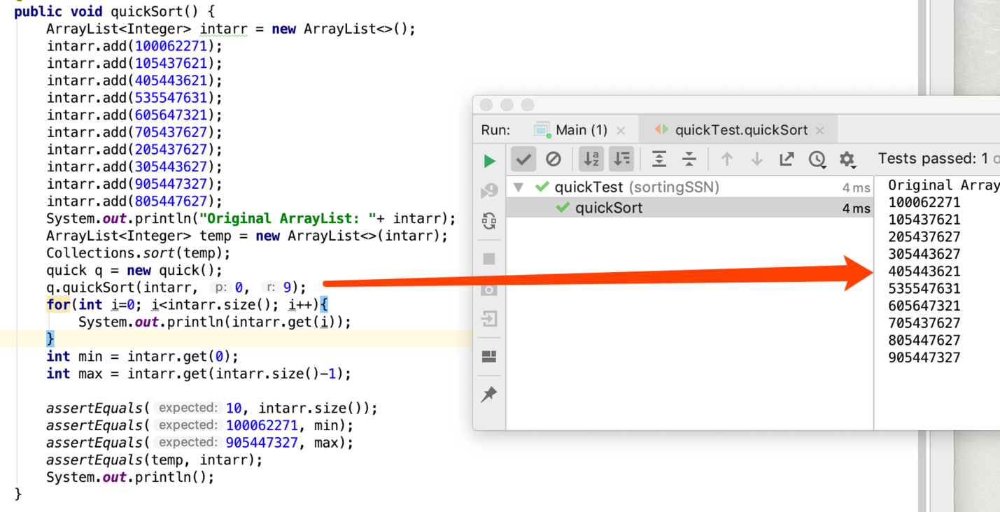 public void quickSort() {
ArrayList<Integer> intarr = new ArrayList<>();
intarr.add(100062271);
intarr.add(105437621);
intarr.add(405443621);
intarr.add(535547631);
intarr.add(605647321);
intarr.add(705437627);
intarr.add(205437627);
intarr.add(305443627);
intarr.add(905447327);
intarr.add(805447627);
System.out.println("Original ArrayList: "+ intarr);
ArrayList<Integer> temp = new ArrayList<>(intarr);
Collections.sort(temp);
quick q = new quick();
q.quickSort(intarr, p: 0, r: 9);
for(int i=0; i<intarr.size(); i++){
System.out.println(intarr.get(i));
}
int min = intarr.get(0);
int max = intarr.get(intarr.size()-1);
assertEquals( expected: 10, intarr.size());
assertEquals( expected: 100062271, min);
assertEquals( expected: 905447327, max);
assertEquals(temp, intarr);
System.out.println();
}
Run: Main (1) quickTest.quickSort
Tests passed: 1
quickTest (sortingSSN) 4 ms
quickSort 4 ms
Original Array
100062271
105437621
205437627
305443627
405443621
535547631
605647321
705437627
805447627
905447327